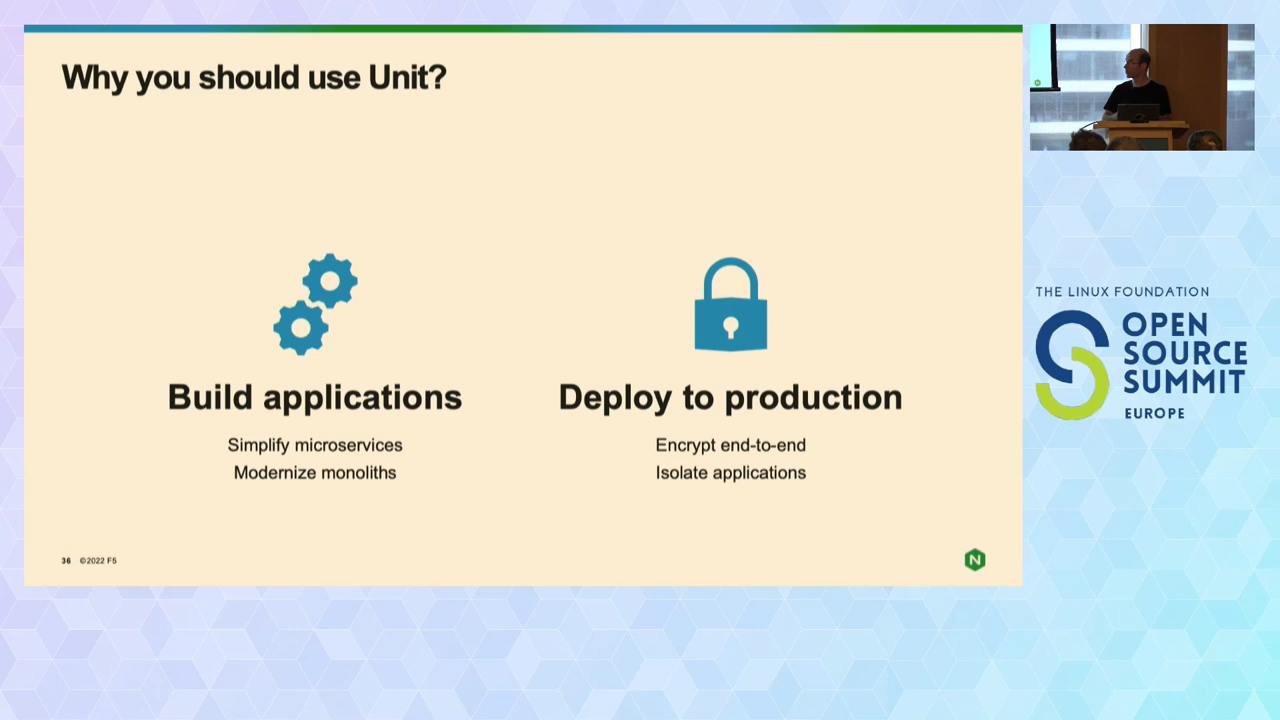 Why you should use Unit?
Build applications
Simplify microservices
Modernize monoliths
Deploy to production
Encrypt end-to-end
Isolate applications
36 ©2022 F5
N
THE LINUX FOUNDATION
OPEN
SOURCE
SUMMIT
EUROPE